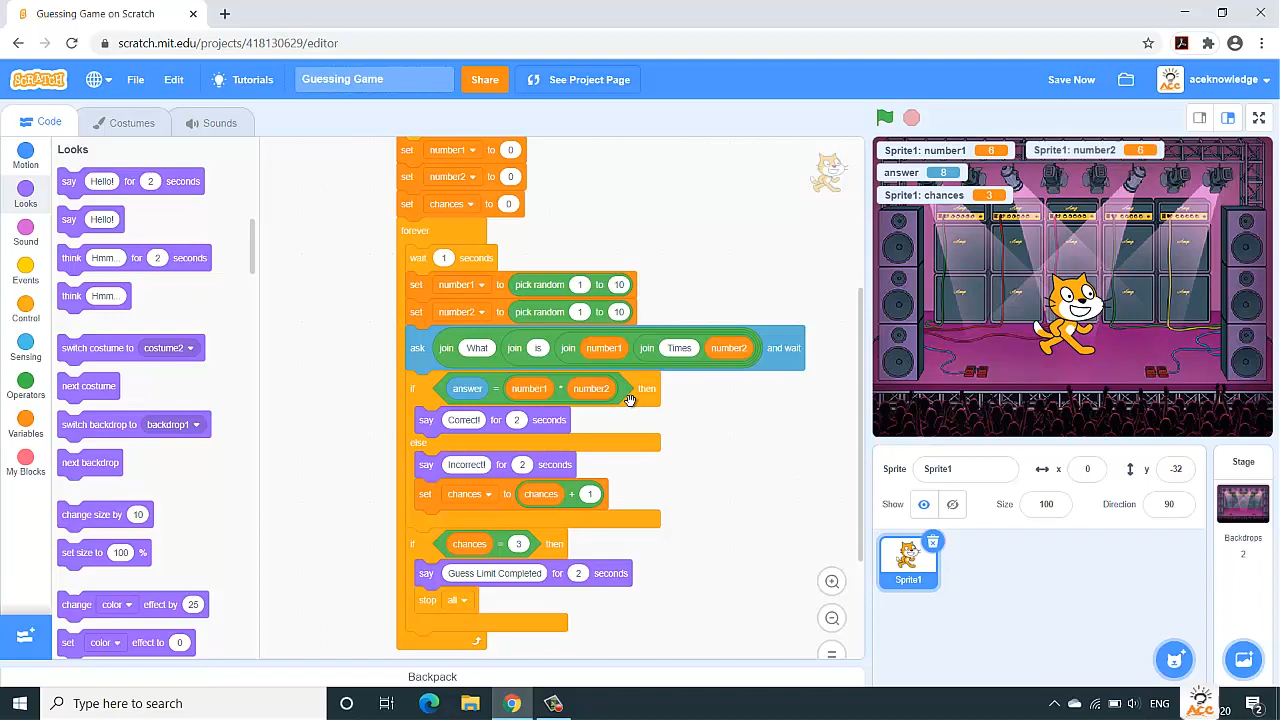 Guessing Game on Scratch
scratch.mit.edu/projects/418130629/editor
SCRATCH File Edit Tutorials Guessing Game Share See Project Page Save Now aceknowledge
Code Costumes Sounds
Looks
Motion
Looks
Sound
Events
Control
Sensing
Operators
Variables
My Blocks
say Hello! for 2 seconds
say Hello!
think Hmm... for 2 seconds
think Hmm...
switch costume to costume2
next costume
switch backdrop to backdrop1
next backdrop
change size by 10
set size to 100 %
change color effect by 25
set color effect to 0
set number1 to 0
set number2 to 0
set chances to 0
forever
wait 1 seconds
set number1 to pick random 1 to 10
set number2 to pick random 1 to 10
ask join What join is join number1 join Times number2 and wait
if answer = number1 * number2 then
say Correct! for 2 seconds
else
say Incorrect! for 2 seconds
set chances to chances + 1
if chances = 3 then
say Guess Limit Completed for 2 seconds
stop all
Sprite1: number1 6 Sprite1: number2 6
answer 8
Sprite1: chances 3
Sprite Sprite1 x 0 y -32
Show Size 100 Direction 90
Sprite1
Stage
Backdrops
2
Backpack
Type here to search
ACC
20
2